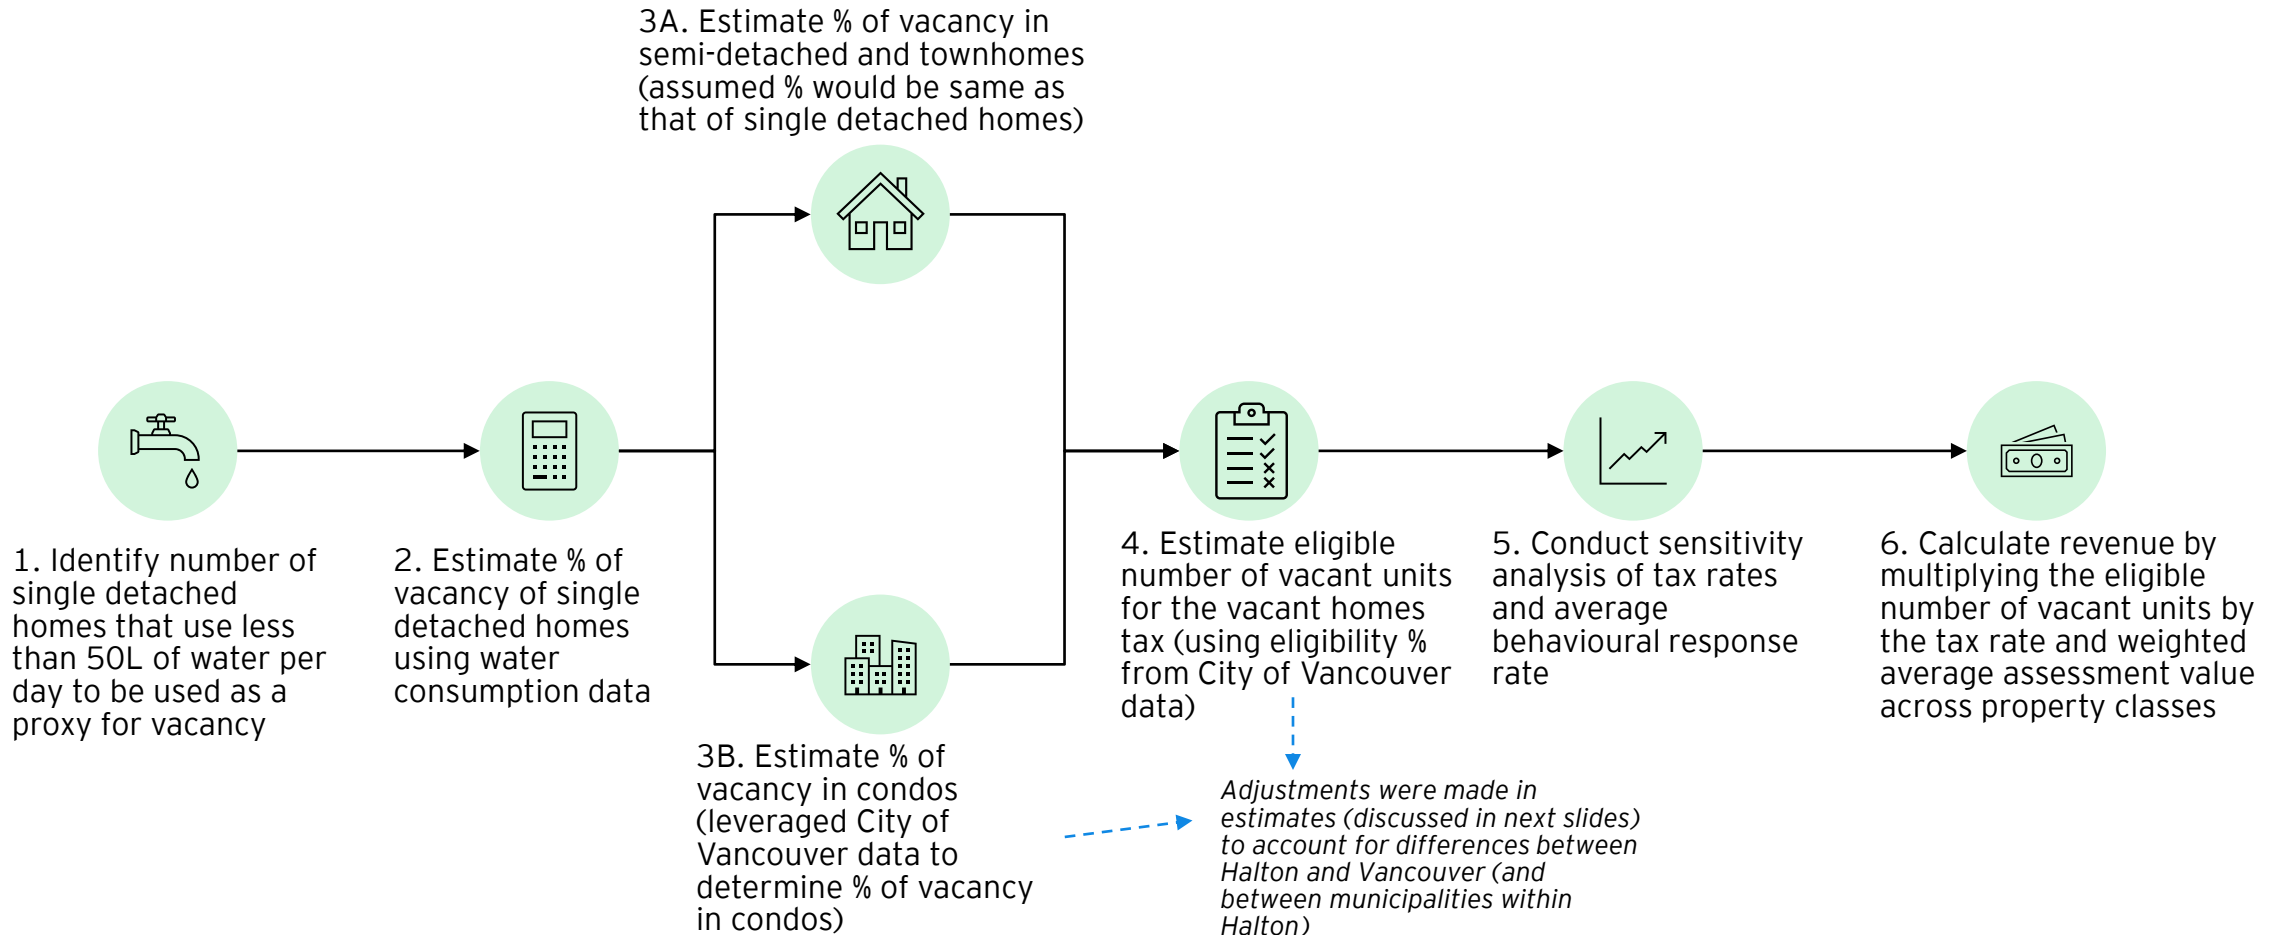 3A. Estimate % of vacancy in
semi-detached and townhomes
(assumed % would be same as
that of single detached homes)
1. Identify number of
single detached
homes that use less
than 50L of water per
day to be used as a
proxy for vacancy
2. Estimate % of
vacancy of single
detached homes
using water
consumption data
3B. Estimate % of
vacancy in condos
(leveraged City of
Vancouver data to
determine % of vacancy
in condos)
4. Estimate eligible
number of vacant units
for the vacant homes
tax (using eligibility %
from City of Vancouver
data)
Adjustments were made in
estimates (discussed in next slides)
to account for differences between
Halton and Vancouver (and
between municipalities within
Halton)
5. Conduct sensitivity
analysis of tax rates
and average
behavioural response
rate
6. Calculate revenue by
multiplying the eligible
number of vacant units by
the tax rate and weighted
average assessment value
across property classes